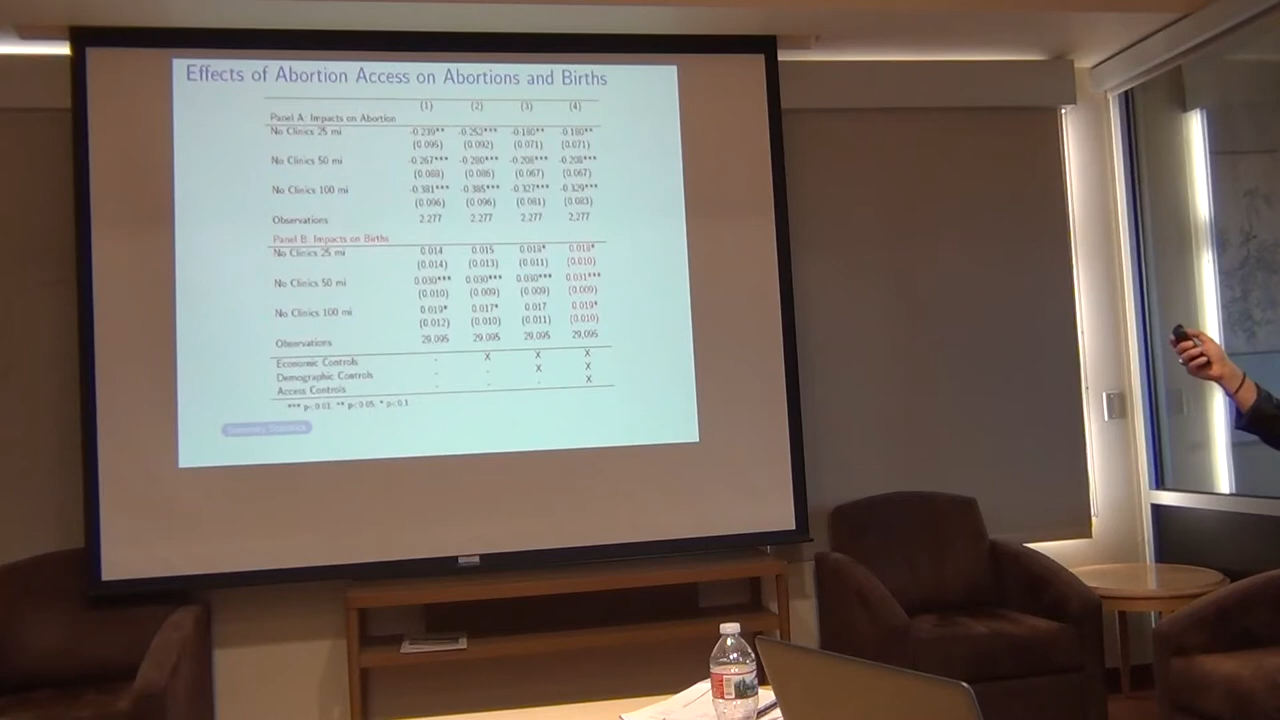 Effects of Abortion Access on Abortions and Births
(1) (2) (3) (4)
Panel A: Impacts on Abortion
No Clinics 25 mi -0.239** -0.252*** -0.180** -0.180**
(0.095) (0.092) (0.071) (0.071)
No Clinics 50 mi -0.267*** -0.280*** -0.208*** -0.208***
(0.088) (0.086) (0.067) (0.067)
No Clinics 100 mi -0.381*** -0.385*** -0.327*** -0.329***
(0.096) (0.096) (0.081) (0.083)
Observations 2,277 2,277 2,277 2,277
Panel B: Impacts on Births
No Clinics 25 mi 0.014 0.015 0.018* 0.018*
(0.014) (0.013) (0.011) (0.010)
No Clinics 50 mi 0.030*** 0.030*** 0.030*** 0.031***
(0.010) (0.009) (0.009) (0.009)
No Clinics 100 mi 0.019* 0.017* 0.017 0.019*
(0.012) (0.010) (0.011) (0.010)
Observations 29,095 29,095 29,095 29,095
Economic Controls - X X X
Demographic Controls - - X X
Access Controls - - - X
*** p<0.01, ** p<0.05, * p<0.1
Summary Statistics